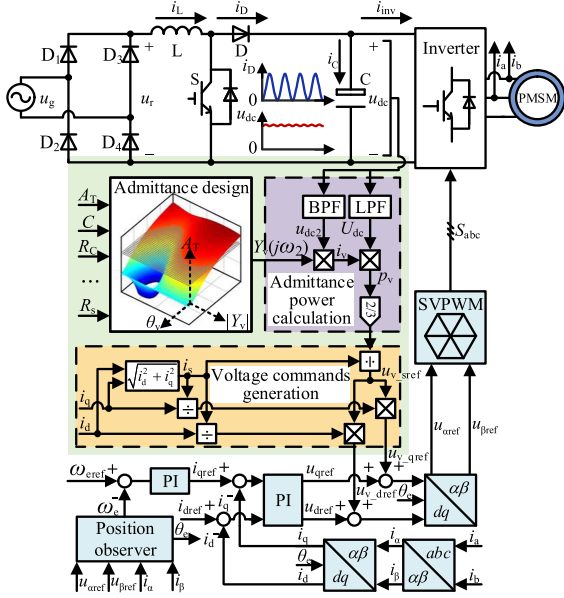 i_L
i_D
i_inv
D_1
D_3
+
L
D
+
Inverter
i_a
i_b
S
i_D
i_C
C
u_g
u_r
0
u_dc
PMSM
u_dc
D_2
D_4
−
0
−
A_T
Admittance design
BPF
LPF
C
u_dc2
U_dc
S_abc
R_C
A_T
Y_v(jω_2)
i_v
...
p_v
R_s
θ_v
|Y_v|
Admittance
power
calculation
2/3
SVPWM
√i_d^2+i_q^2
i_s
÷
u_v_sref
Voltage commands
generation
i_q
÷
i_d
÷
u_αref
u_βref
u_v_qref
ω_eref
+
PI
i_qref
+
u_qref
+
+
u_v_dref
−
ω_e
i_dref
i_q
−
+
PI
u_dref
+
+
θ_e
αβ
dq
Position
observer
θ_e
i_d
−
i_q
θ_e
i_d
αβ
dq
i_α
i_β
abc
αβ
i_a
i_b
u_αref
u_βref
i_α
i_β